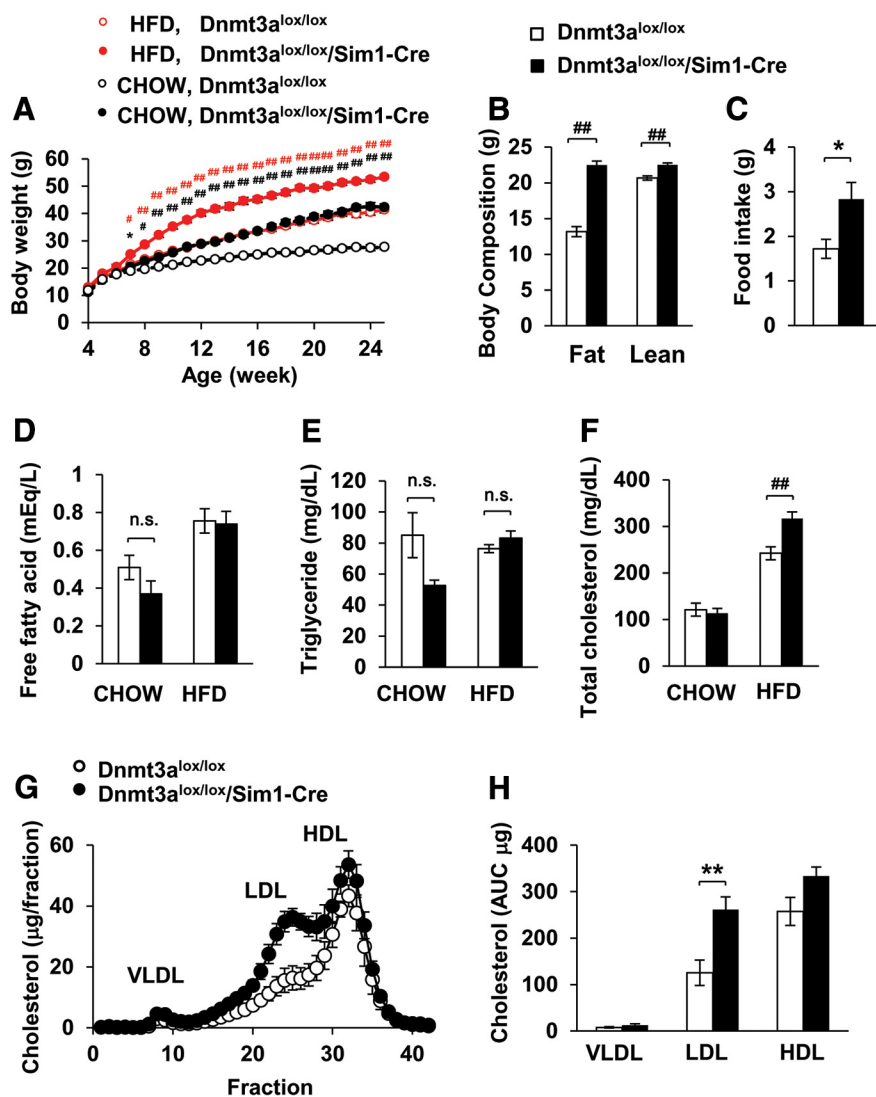 HFD, Dnmt3a^lox/lox
HFD, Dnmt3a^lox/lox/Sim1-Cre
CHOW, Dnmt3a^lox/lox
CHOW, Dnmt3a^lox/lox/Sim1-Cre
Dnmt3a^lox/lox
Dnmt3a^lox/lox/Sim1-Cre
A
Body weight (g)
60
50
40
30
20
10
0
# ## ## ## ## ## ## ## ## ## ## ##### ## ## ## ##
* # ## ## ## ## ## ## ## ## ## ## ##### ## ## ## ##
4 8 12 16 20 24
Age (week)
B
Body Composition (g)
25
20
15
10
5
0
## ##
Fat Lean
C
Food intake (g)
4
3
2
1
0
*
D
Free fatty acid (mEq/L)
1
0.8
0.6
0.4
0.2
0
n.s.
CHOW HFD
E
Triglyceride (mg/dL)
120
100
80
60
40
20
0
n.s. n.s.
CHOW HFD
F
Total cholesterol (mg/dL)
400
300
200
100
0
##
CHOW HFD
G
Dnmt3a^lox/lox
Dnmt3a^lox/lox/Sim1-Cre
Cholesterol (µg/fraction)
60
40
20
0
VLDL
LDL
HDL
0 10 20 30 40
Fraction
H
Cholesterol (AUC µg)
400
300
200
100
0
**
VLDL LDL HDL